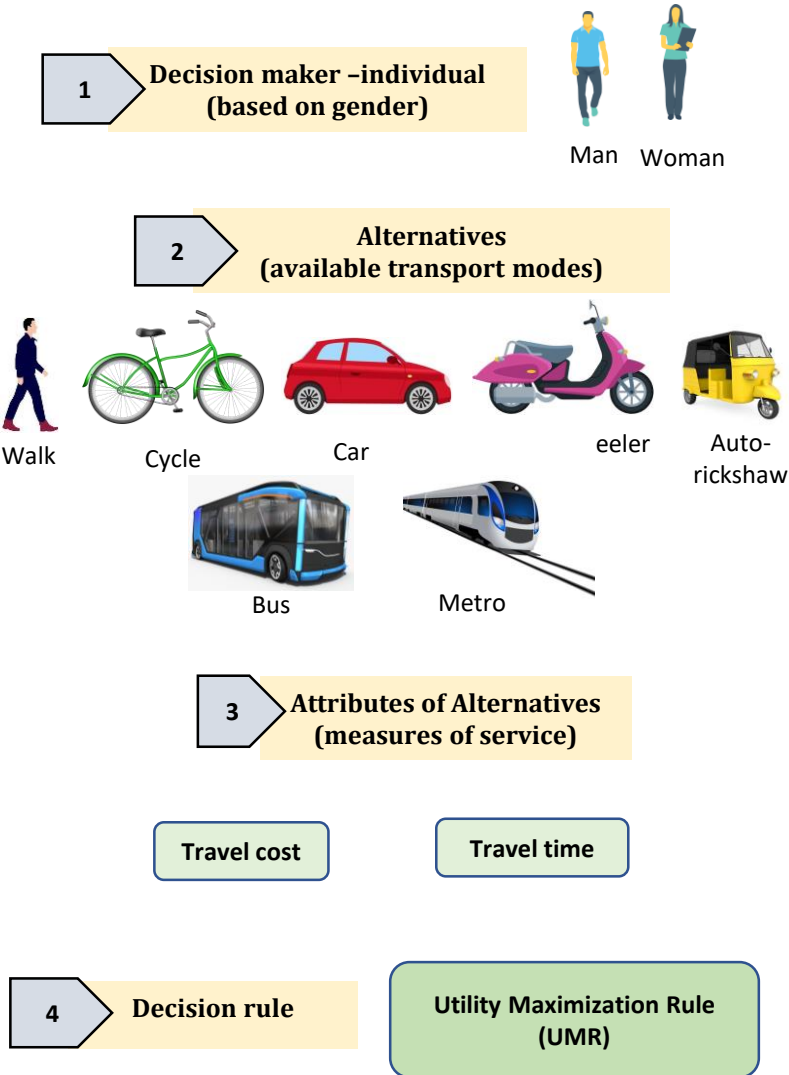 1
Decision maker –individual
(based on gender)
Man Woman
2
Alternatives
(available transport modes)
Walk
Cycle
Car
eeler
Auto-
rickshaw
Bus
Metro
3
Attributes of Alternatives
(measures of service)
Travel cost
Travel time
4
Decision rule
Utility Maximization Rule
(UMR)